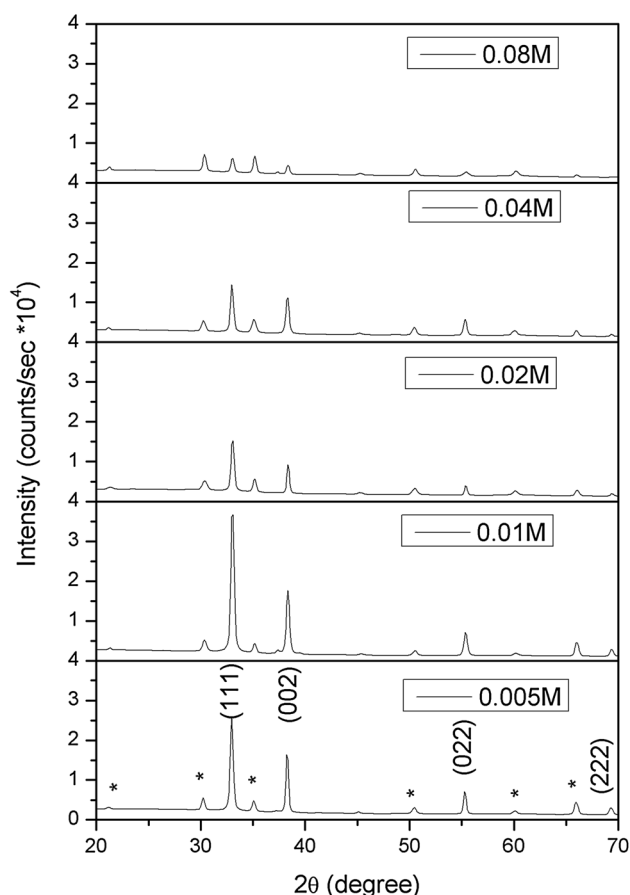 4
3
2
1
0.08M
4
3
2
1
0.04M
4
3
2
1
0.02M
4
3
2
1
0.01M
4
3
2
1
0
0.005M
(111)
(002)
(022)
(222)
* * * * * *
20 30 40 50 60 70
2θ (degree)
Intensity (counts/sec *10⁴)